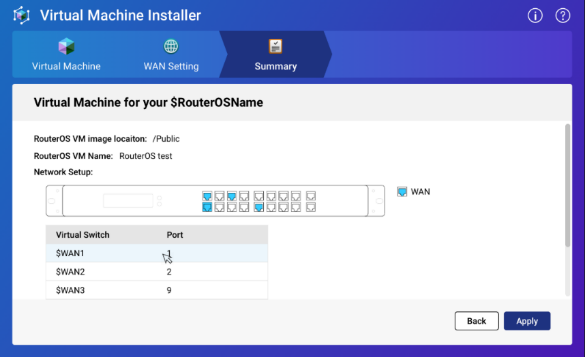 Virtual Machine Installer
Virtual Machine
WAN Setting
Summary
Virtual Machine for your $RouterOSName
RouterOS VM image locaiton: /Public
RouterOS VM Name: RouterOS test
Network Setup:
WAN
Virtual Switch Port
$WAN1 1
$WAN2 2
$WAN3 9
Back Apply